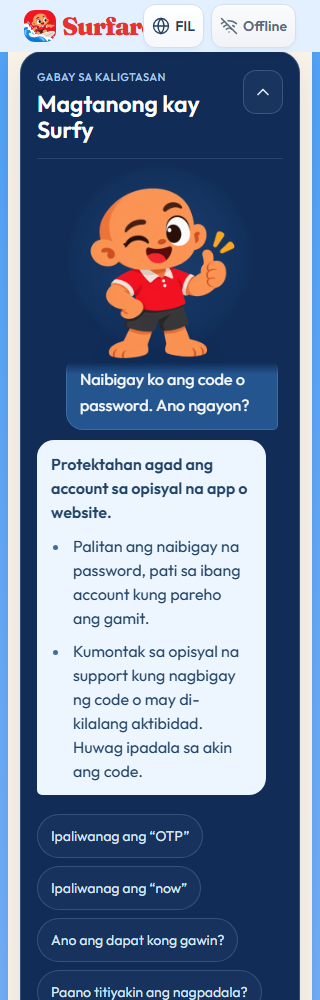 Surfar
FIL
Offline
GABAY SA KALIGTASAN
Magtanong kay
Surfy
Naibigay ko ang code o
password. Ano ngayon?
Protektahan agad ang
account sa opisyal na app o
website.
• Palitan ang naibigay na
password, pati sa ibang
account kung pareho
ang gamit.
• Kumontak sa opisyal na
support kung nagbigay
ng code o may di-
kilalang aktibidad.
Huwag ipadala sa akin
ang code.
Ipaliwanag ang “OTP”
Ipaliwanag ang “now”
Ano ang dapat kong gawin?
Paano titiyakin ang nagpadala?